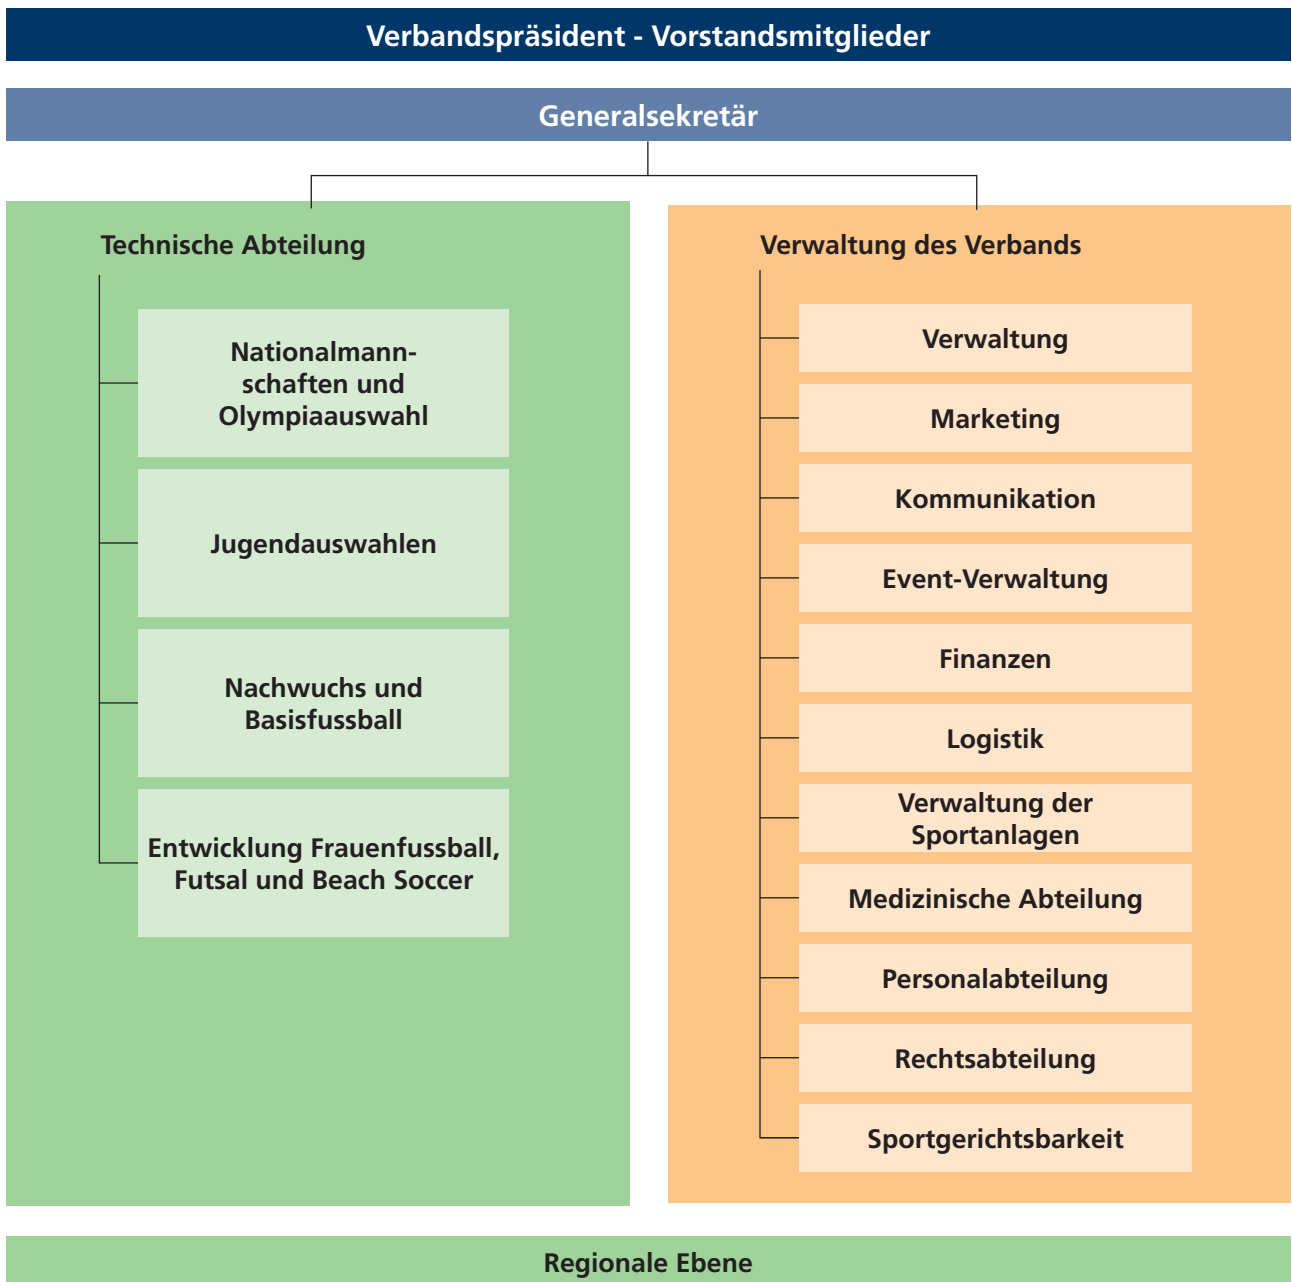 Verbandspräsident - Vorstandsmitglieder
Generalsekretär
Technische Abteilung
Nationalmann-
schaften und
Olympiaauswahl
Jugendauswahlen
Nachwuchs und
Basisfussball
Entwicklung Frauenfussball,
Futsal und Beach Soccer
Verwaltung des Verbands
Verwaltung
Marketing
Kommunikation
Event-Verwaltung
Finanzen
Logistik
Verwaltung der
Sportanlagen
Medizinische Abteilung
Personalabteilung
Rechtsabteilung
Sportgerichtsbarkeit
Regionale Ebene